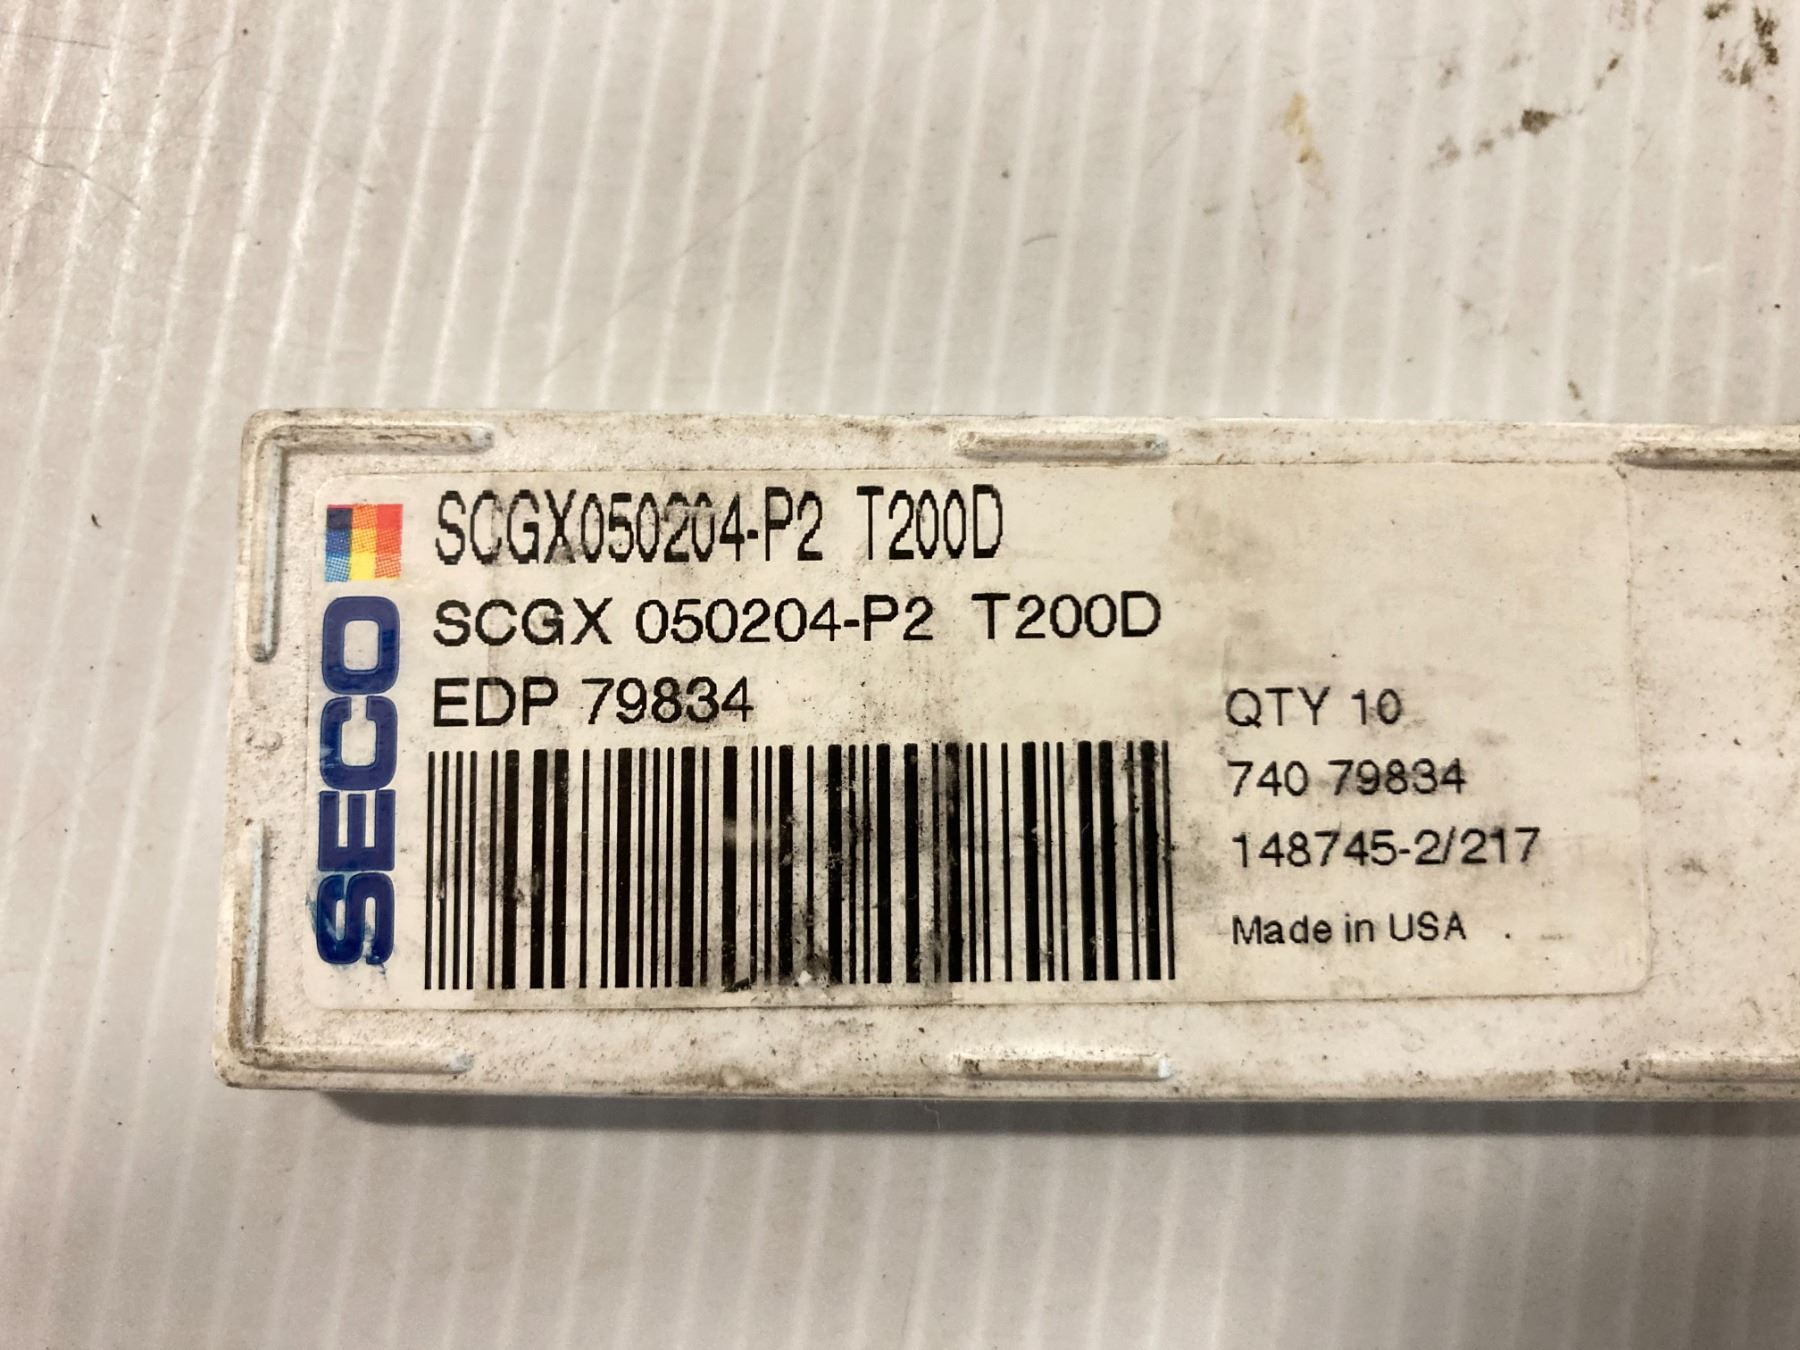 SCGX050204-P2 T200D
SCGX 050204-P2 T200D
EDP 79834
SECO
QTY 10
740 79834
148745-2/217
Made in USA